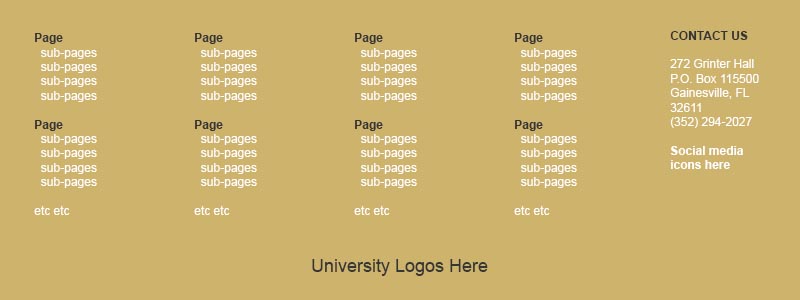 Page
sub-pages
sub-pages
sub-pages
sub-pages
Page
sub-pages
sub-pages
sub-pages
sub-pages
etc etc
Page
sub-pages
sub-pages
sub-pages
sub-pages
Page
sub-pages
sub-pages
sub-pages
sub-pages
etc etc
Page
sub-pages
sub-pages
sub-pages
sub-pages
Page
sub-pages
sub-pages
sub-pages
sub-pages
etc etc
Page
sub-pages
sub-pages
sub-pages
sub-pages
Page
sub-pages
sub-pages
sub-pages
sub-pages
etc etc
CONTACT US
272 Grinter Hall
P.O. Box 115500
Gainesville, FL
32611
(352) 294-2027
Social media
icons here
University Logos Here